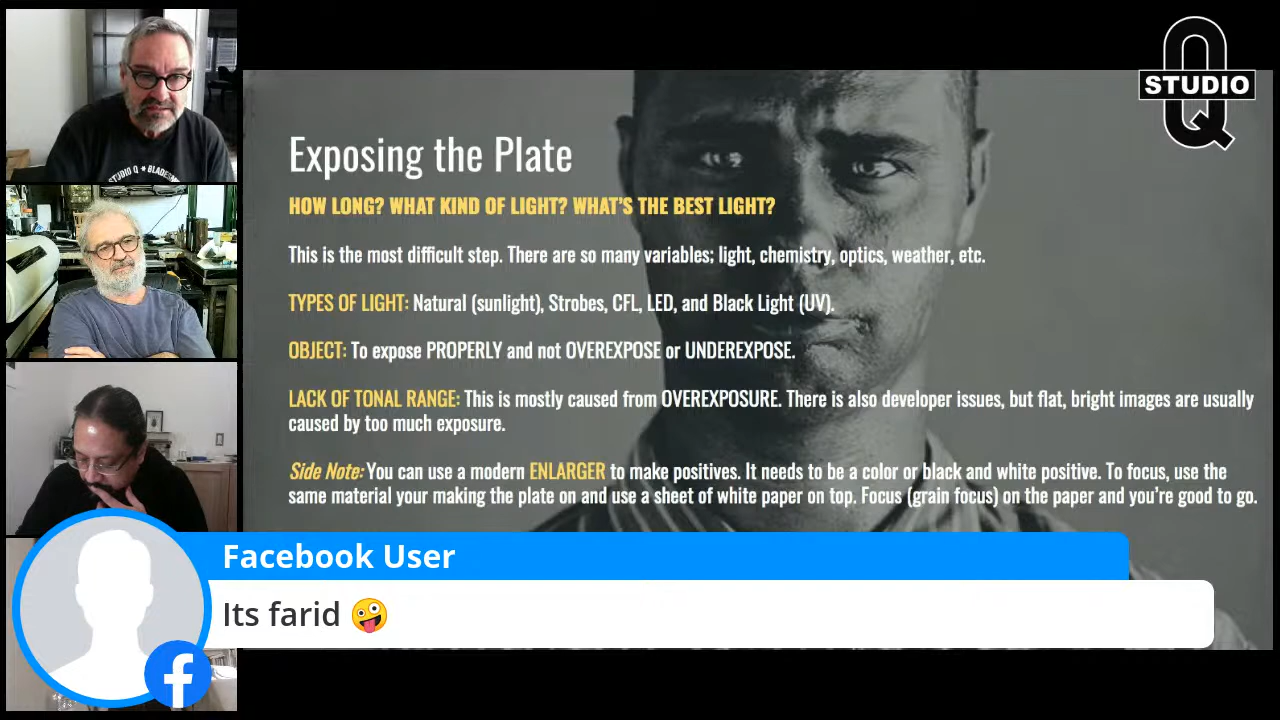 STUDIO
Q
STUDIO Q ★
Exposing the Plate
HOW LONG? WHAT KIND OF LIGHT? WHAT'S THE BEST LIGHT?
This is the most difficult step. There are so many variables; light, chemistry, optics, weather, etc.
TYPES OF LIGHT: Natural (sunlight), Strobes, CFL, LED, and Black Light (UV).
OBJECT: To expose PROPERLY and not OVEREXPOSE or UNDEREXPOSE.
LACK OF TONAL RANGE: This is mostly caused from OVEREXPOSURE. There is also developer issues, but flat, bright images are usually
caused by too much exposure.
Side Note: You can use a modern ENLARGER to make positives. It needs to be a color or black and white positive. To focus, use the
same material your making the plate on and use a sheet of white paper on top. Focus (grain focus) on the paper and you're good to go.
Facebook User
Its farid 🤪